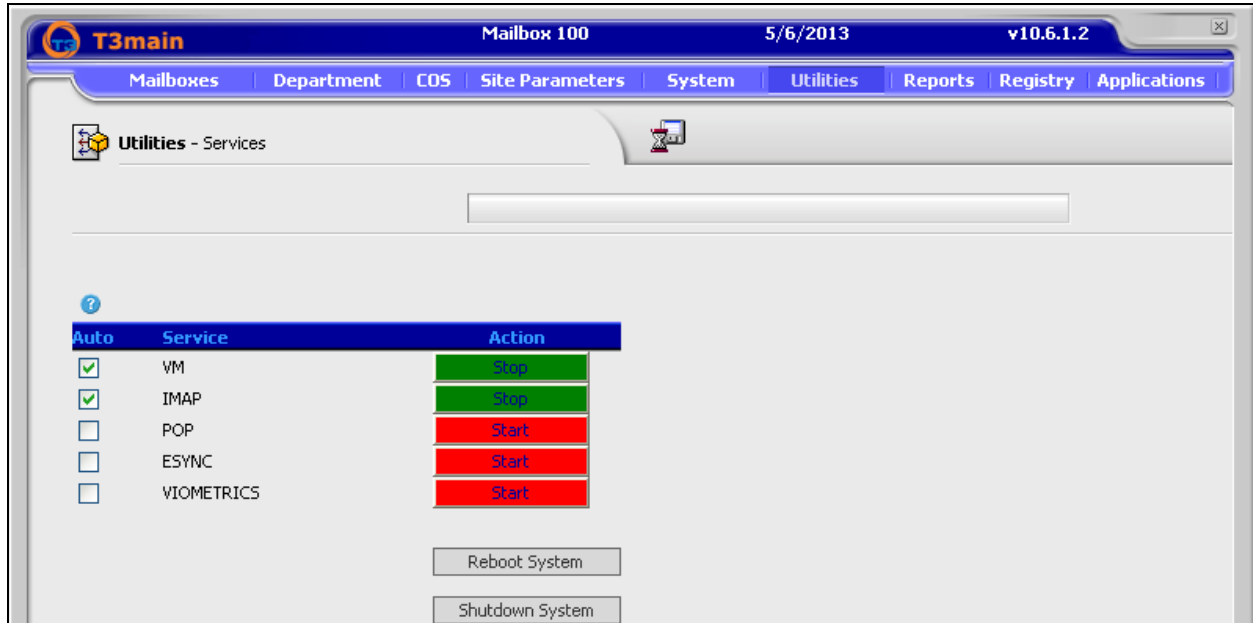 T3 T3main Mailbox 100 5/6/2013 v10.6.1.2
Mailboxes Department COS Site Parameters System Utilities Reports Registry Applications
Utilities - Services
Auto Service Action
VM Stop
IMAP Stop
POP Start
ESYNC Start
VIOMETRICS Start
Reboot System
Shutdown System